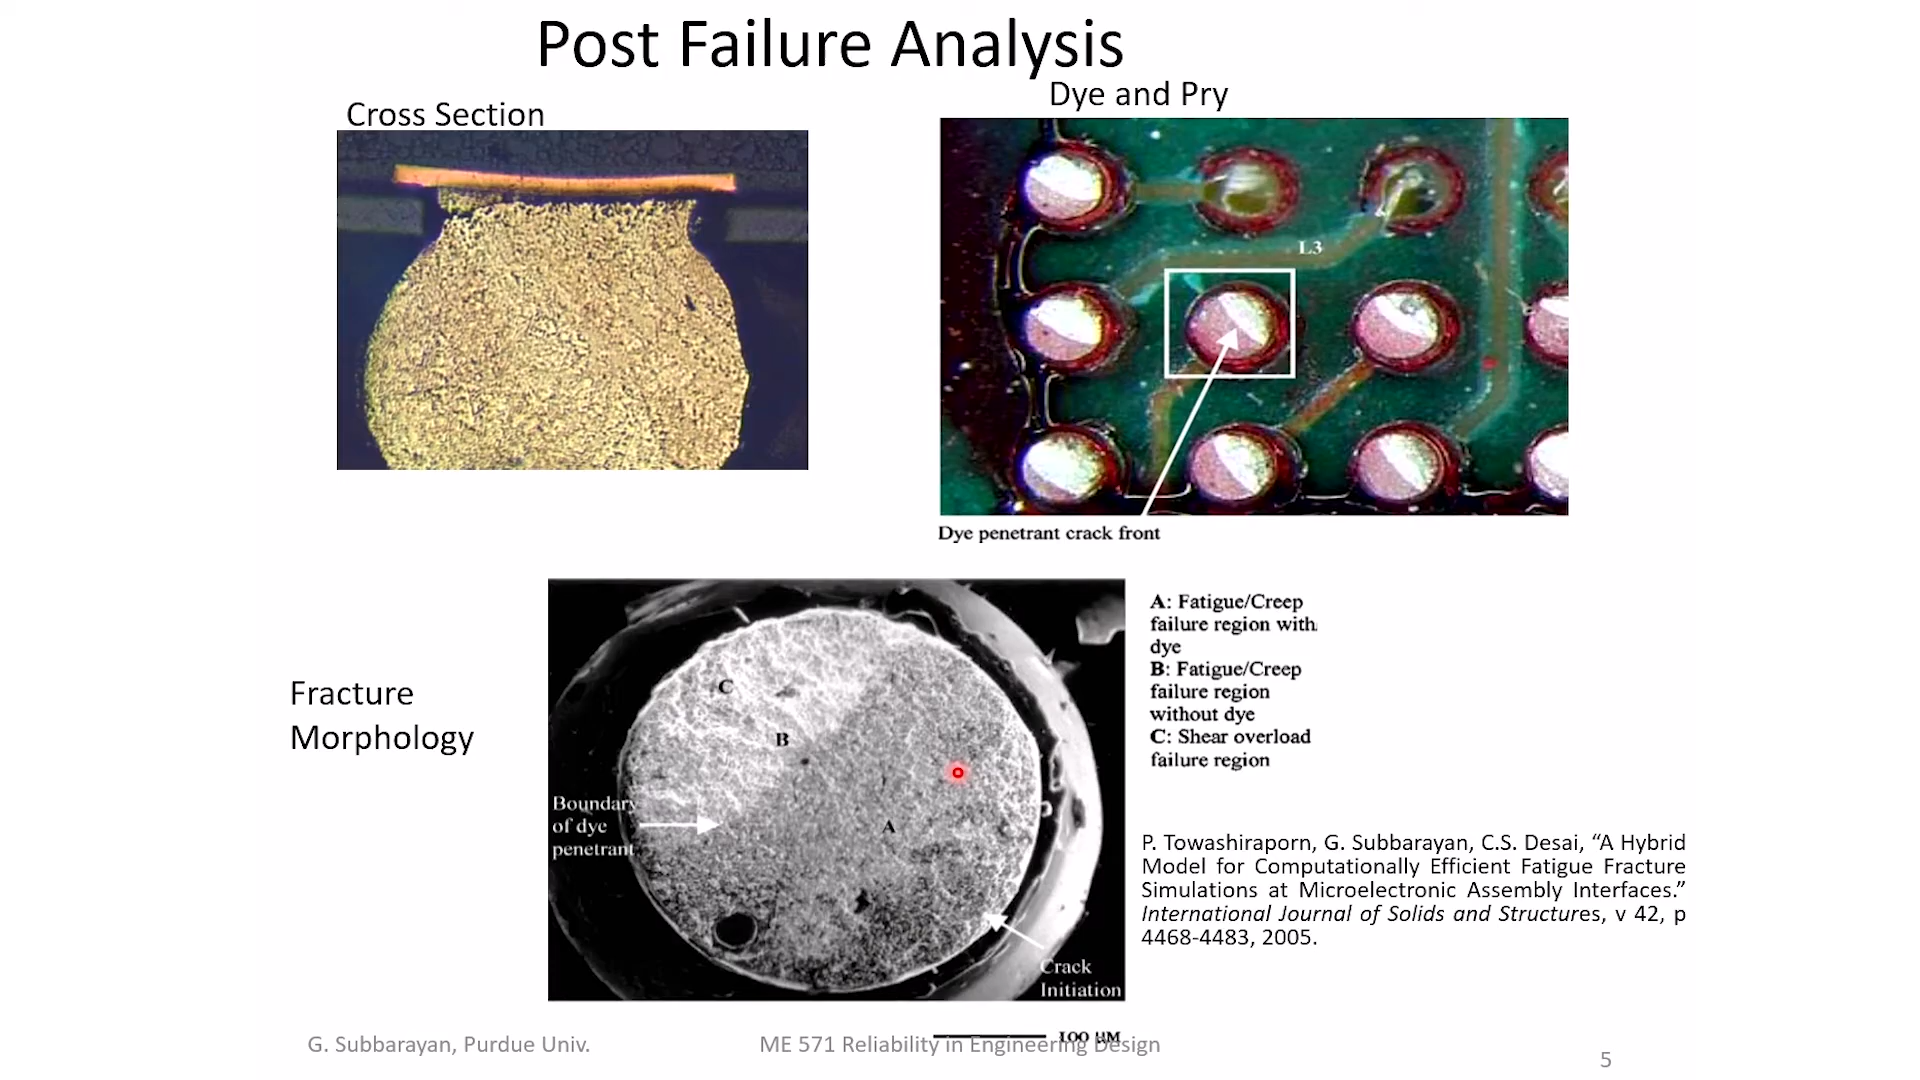 Post Failure Analysis
Cross Section
Dye and Pry
L3
Dye penetrant crack front
Fracture
Morphology
C
B
A
Boundary
of dye
penetrant
Crack
Initiation
A: Fatigue/Creep
failure region with
dye
B: Fatigue/Creep
failure region
without dye
C: Shear overload
failure region
P. Towashiraporn, G. Subbarayan, C.S. Desai, “A Hybrid
Model for Computationally Efficient Fatigue Fracture
Simulations at Microelectronic Assembly Interfaces.”
International Journal of Solids and Structures, v 42, p
4468-4483, 2005.
100 µM
G. Subbarayan, Purdue Univ.
ME 571 Reliability in Engineering Design
5